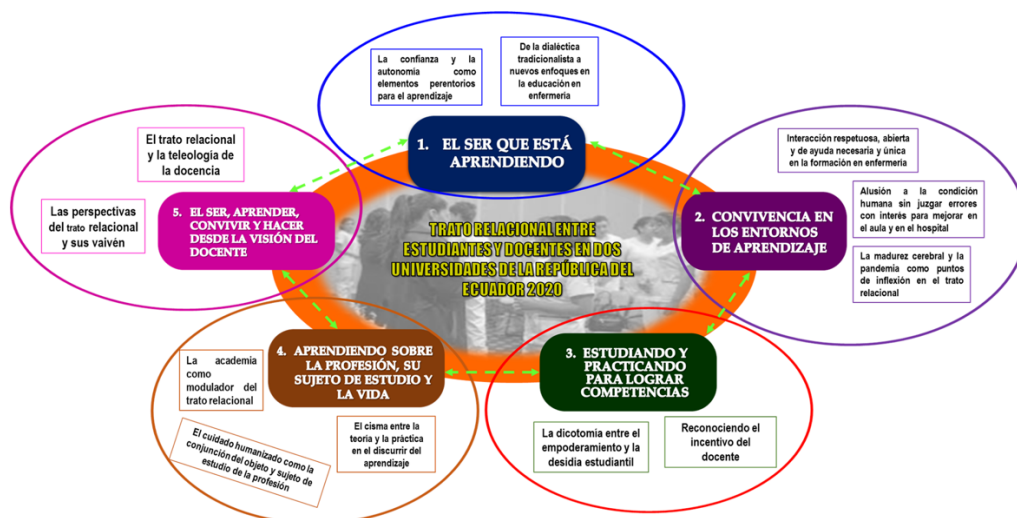 La confianza y la
autonomía como
elementos perentorios
para el aprendizaje
De la dialéctica
tradicionalista a
nuevos enfoques en
la educación en
enfermería
1. EL SER QUE ESTÁ
APRENDIENDO
El trato relacional
y la teleología de
la docencia
Las perspectivas
del trato relacional
y sus vaivén
5. EL SER, APRENDER,
CONVIVIR Y HACER
DESDE LA VISIÓN DEL
DOCENTE
Interacción respetuosa, abierta
y de ayuda necesaria y única
en la formación en enfermería
Alusión a la condición
humana sin juzgar errores
con interés para mejorar en
el aula y en el hospital
La madurez cerebral y la
pandemia como puntos
de inflexión en el trato
relacional
2. CONVIVENCIA EN
LOS ENTORNOS
DE APRENDIZAJE
TRATO RELACIONAL ENTRE
ESTUDIANTES Y DOCENTES EN DOS
UNIVERSIDADES DE LA REPÚBLICA DEL
ECUADOR 2020
4. APRENDIENDO SOBRE
LA PROFESIÓN, SU
SUJETO DE ESTUDIO Y
LA VIDA
La academia
como
modulador del
trato relacional
El cuidado humanizado como la
conjunción del objeto y sujeto de
estudio de la profesión
El cisma entre la
teoría y la práctica
en el discurrir del
aprendizaje
3. ESTUDIANDO Y
PRACTICANDO
PARA LOGRAR
COMPETENCIAS
La dicotomía entre el
empoderamiento y la
desidia estudiantil
Reconociendo el
incentivo del
docente